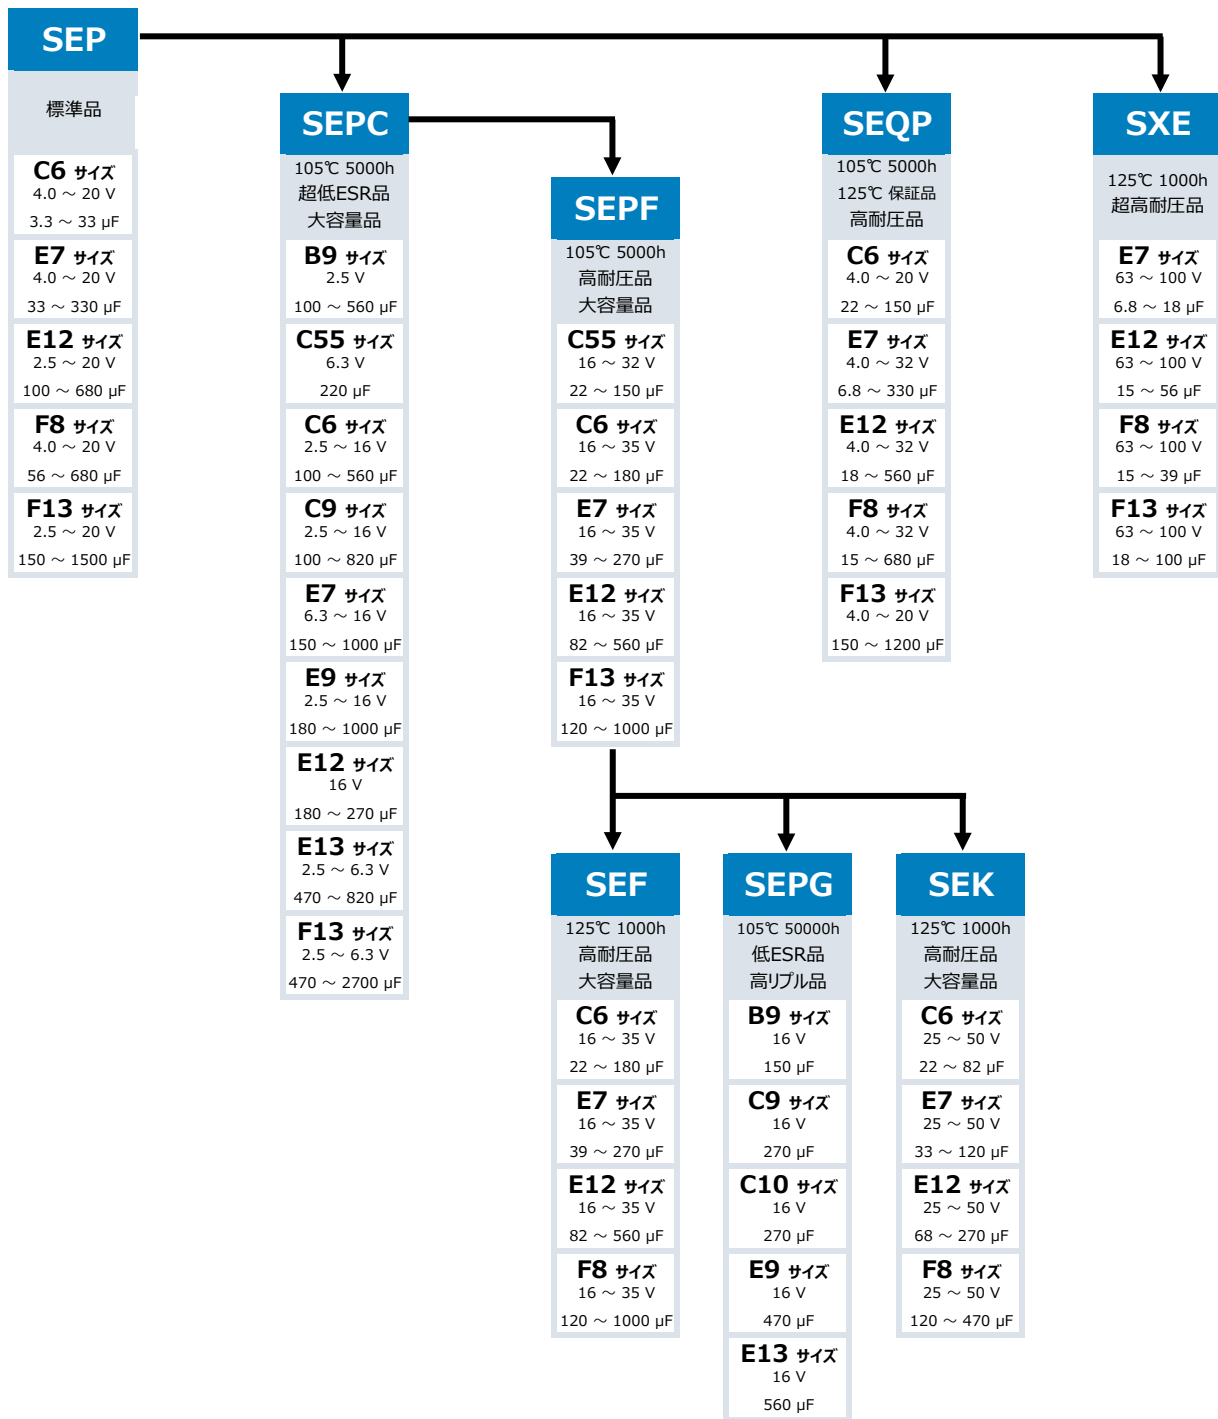 SEP
標準品
C6 サイズ
4.0 ～ 20 V
3.3 ～ 33 μF
E7 サイズ
4.0 ～ 20 V
33 ～ 330 μF
E12 サイズ
2.5 ～ 20 V
100 ～ 680 μF
F8 サイズ
4.0 ～ 20 V
56 ～ 680 μF
F13 サイズ
2.5 ～ 20 V
150 ～ 1500 μF
SEPC
105℃ 5000h
超低ESR品
大容量品
B9 サイズ
2.5 V
100 ～ 560 μF
C55 サイズ
6.3 V
220 μF
C6 サイズ
2.5 ～ 16 V
100 ～ 560 μF
C9 サイズ
2.5 ～ 16 V
100 ～ 820 μF
E7 サイズ
6.3 ～ 16 V
150 ～ 1000 μF
E9 サイズ
2.5 ～ 16 V
180 ～ 1000 μF
E12 サイズ
16 V
180 ～ 270 μF
E13 サイズ
2.5 ～ 6.3 V
470 ～ 820 μF
F13 サイズ
2.5 ～ 6.3 V
470 ～ 2700 μF
SEPF
105℃ 5000h
高耐圧品
大容量品
C55 サイズ
16 ～ 32 V
22 ～ 150 μF
C6 サイズ
16 ～ 35 V
22 ～ 180 μF
E7 サイズ
16 ～ 35 V
39 ～ 270 μF
E12 サイズ
16 ～ 35 V
82 ～ 560 μF
F13 サイズ
16 ～ 35 V
120 ～ 1000 μF
SEQP
105℃ 5000h
125℃ 保証品
高耐圧品
C6 サイズ
4.0 ～ 20 V
22 ～ 150 μF
E7 サイズ
4.0 ～ 32 V
6.8 ～ 330 μF
E12 サイズ
4.0 ～ 32 V
18 ～ 560 μF
F8 サイズ
4.0 ～ 32 V
15 ～ 680 μF
F13 サイズ
4.0 ～ 20 V
150 ～ 1200 μF
SXE
125℃ 1000h
超高耐圧品
E7 サイズ
63 ～ 100 V
6.8 ～ 18 μF
E12 サイズ
63 ～ 100 V
15 ～ 56 μF
F8 サイズ
63 ～ 100 V
15 ～ 39 μF
F13 サイズ
63 ～ 100 V
18 ～ 100 μF
SEF
125℃ 1000h
高耐圧品
大容量品
C6 サイズ
16 ～ 35 V
22 ～ 180 μF
E7 サイズ
16 ～ 35 V
39 ～ 270 μF
E12 サイズ
16 ～ 35 V
82 ～ 560 μF
F8 サイズ
16 ～ 35 V
120 ～ 1000 μF
SEPG
105℃ 50000h
低ESR品
高リプル品
B9 サイズ
16 V
150 μF
C9 サイズ
16 V
270 μF
C10 サイズ
16 V
270 μF
E9 サイズ
16 V
470 μF
E13 サイズ
16 V
560 μF
SEK
125℃ 1000h
高耐圧品
大容量品
C6 サイズ
25 ～ 50 V
22 ～ 82 μF
E7 サイズ
25 ～ 50 V
33 ～ 120 μF
E12 サイズ
25 ～ 50 V
68 ～ 270 μF
F8 サイズ
25 ～ 50 V
120 ～ 470 μF